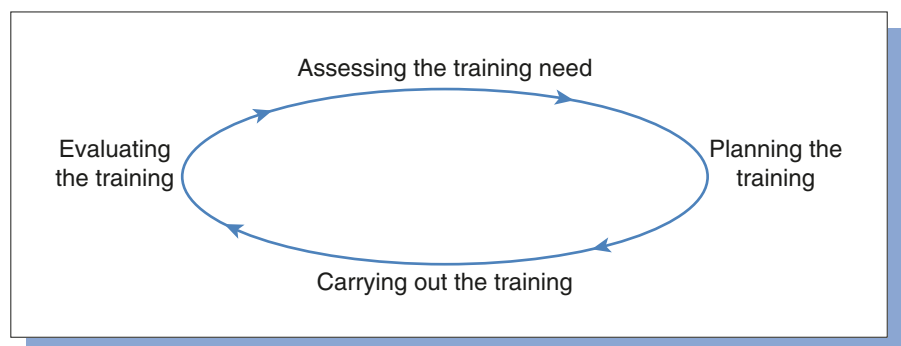 Assessing the training need
Evaluating
the training
Planning the
training
Carrying out the training